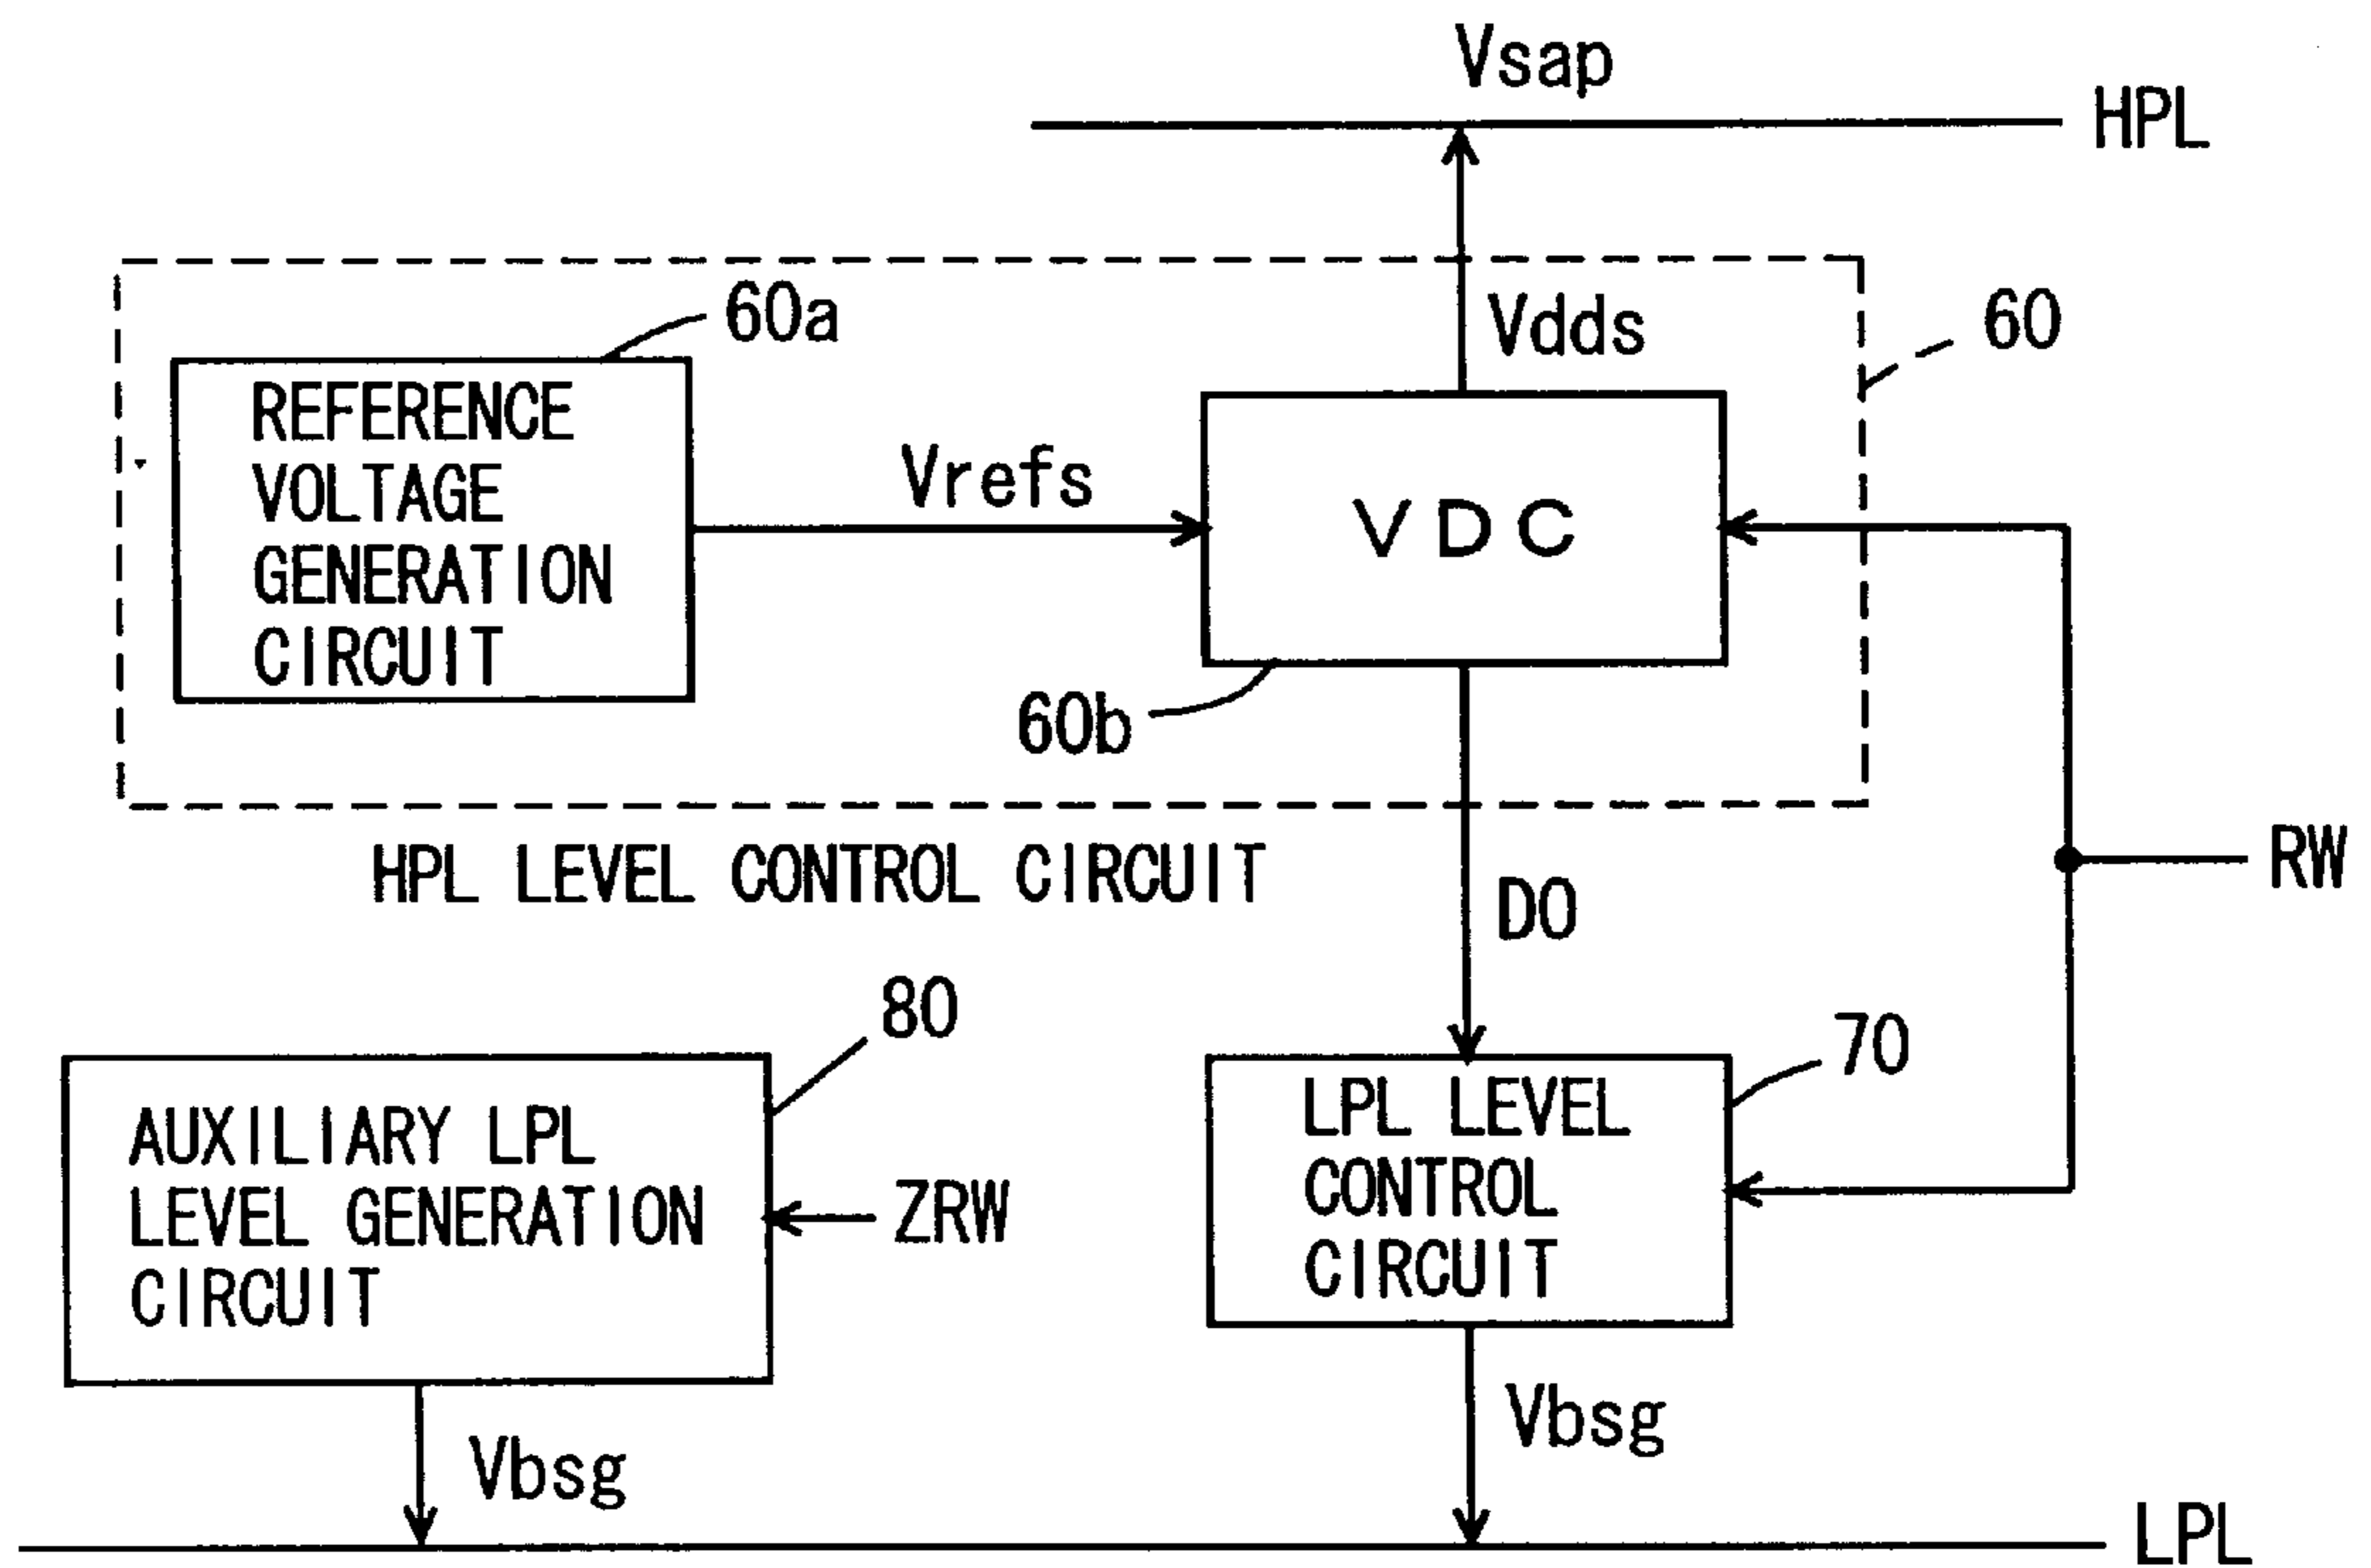 Vsap
HPL
60a
Vdds
60
REFERENCE
VOLTAGE
GENERATION
CIRCUIT
Vrefs
VDC
60b
HPL LEVEL CONTROL CIRCUIT
RW
DO
80
70
AUXILIARY LPL
LEVEL GENERATION
CIRCUIT
ZRW
LPL LEVEL
CONTROL
CIRCUIT
Vbsg
Vbsg
LPL